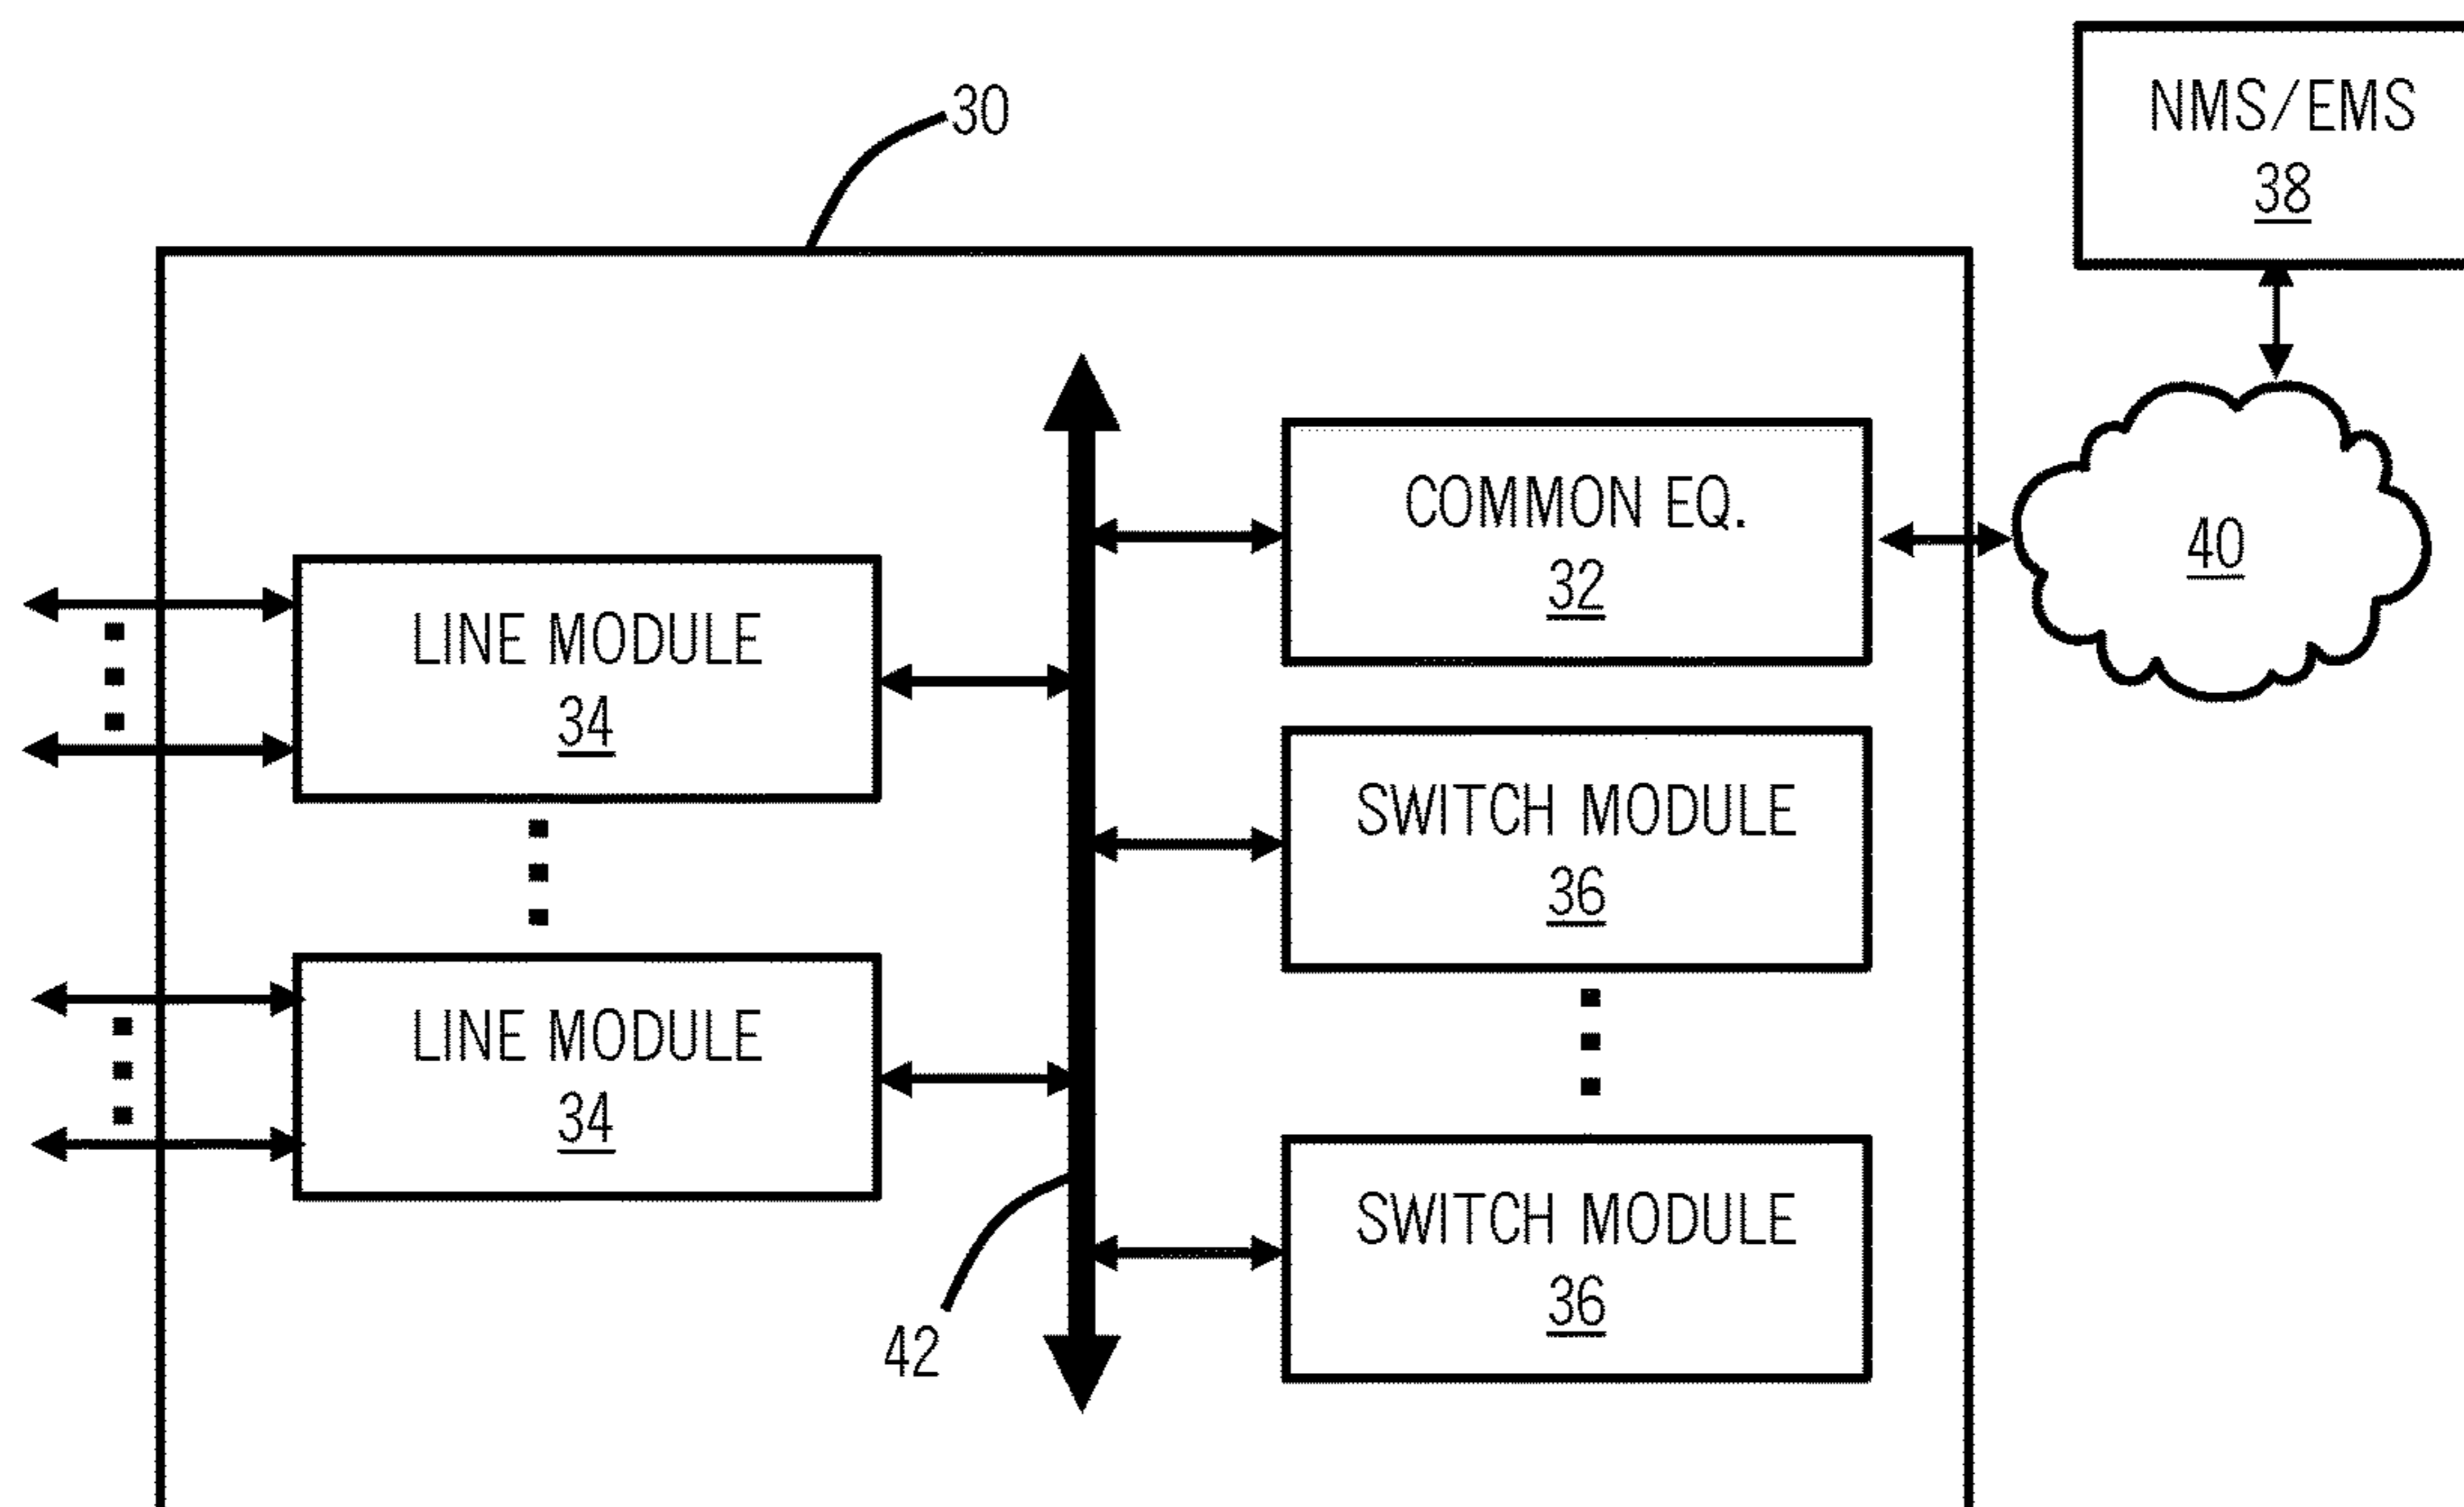 30
NMS/EMS
38
COMMON EQ.
32
40
LINE MODULE
34
SWITCH MODULE
36
LINE MODULE
34
SWITCH MODULE
36
42